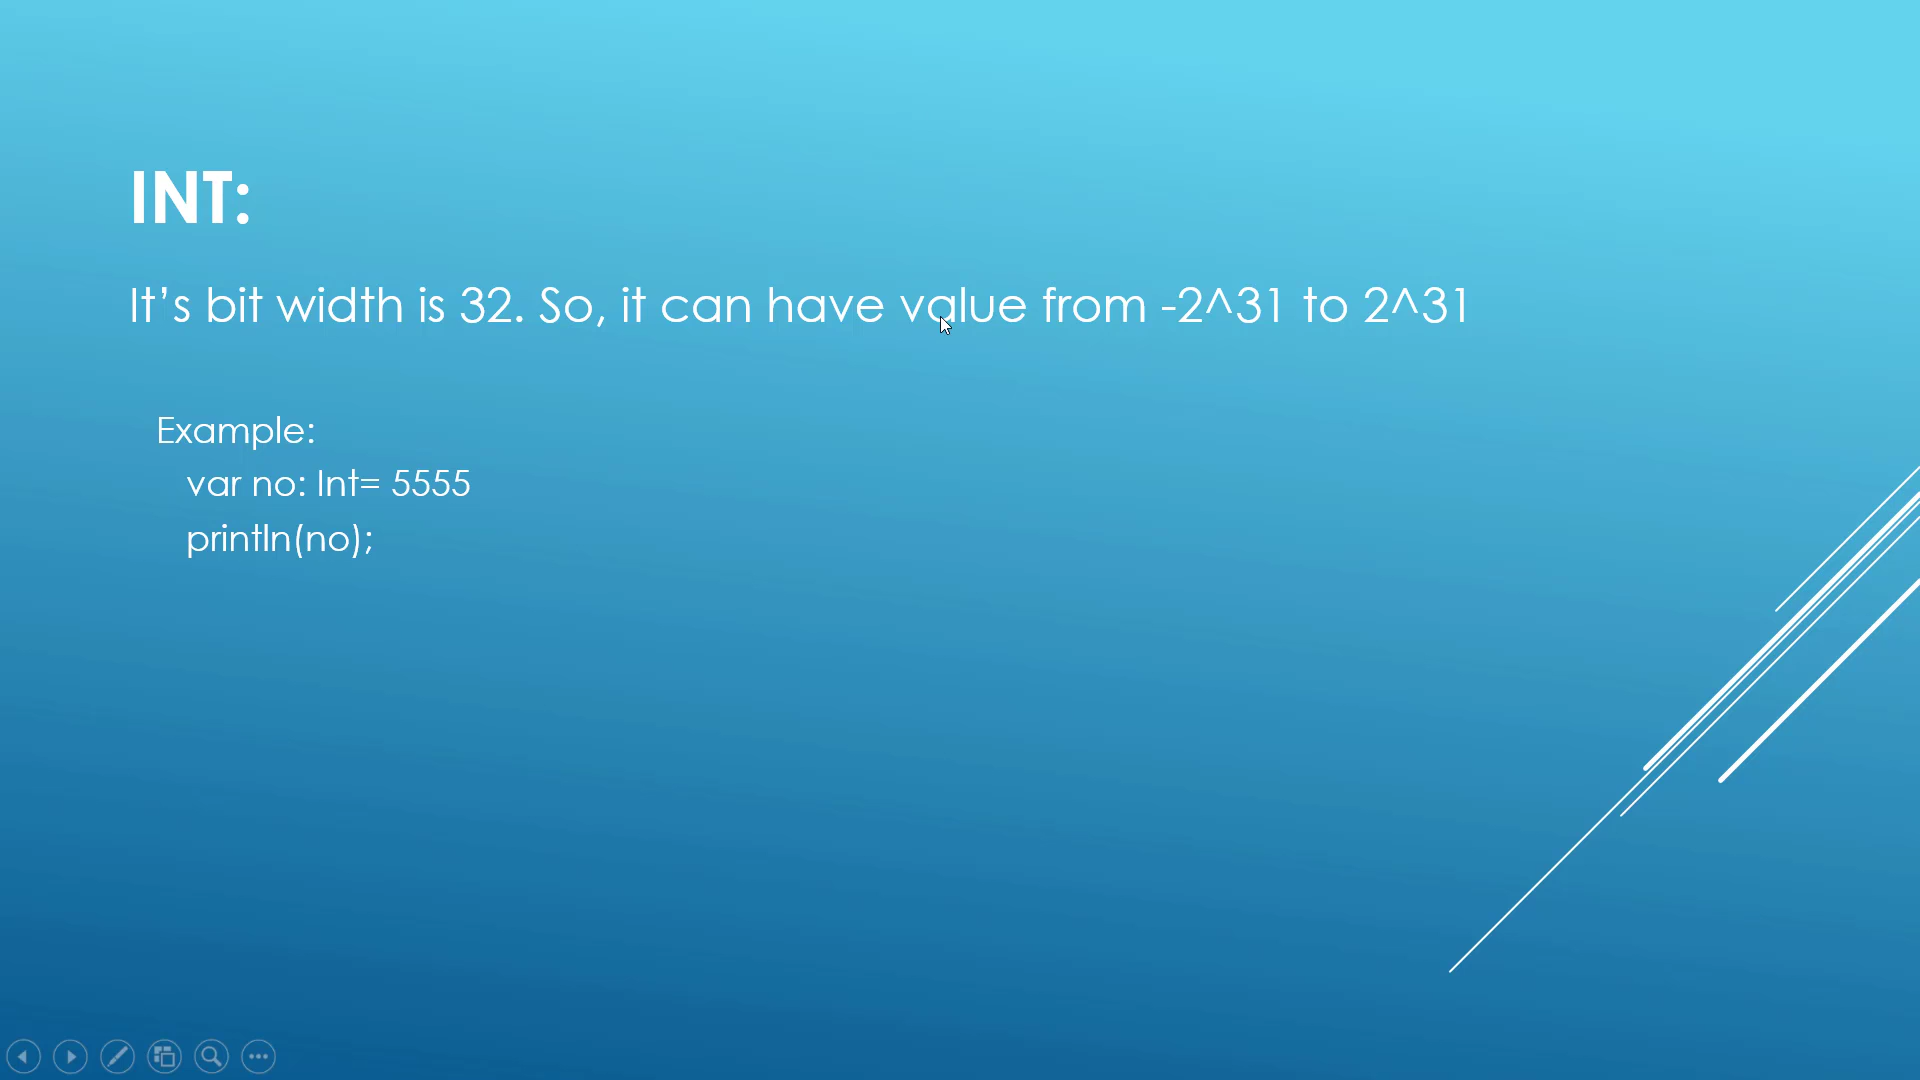 INT:
It’s bit width is 32. So, it can have value from -2^31 to 2^31
Example:
var no: Int= 5555
println(no);